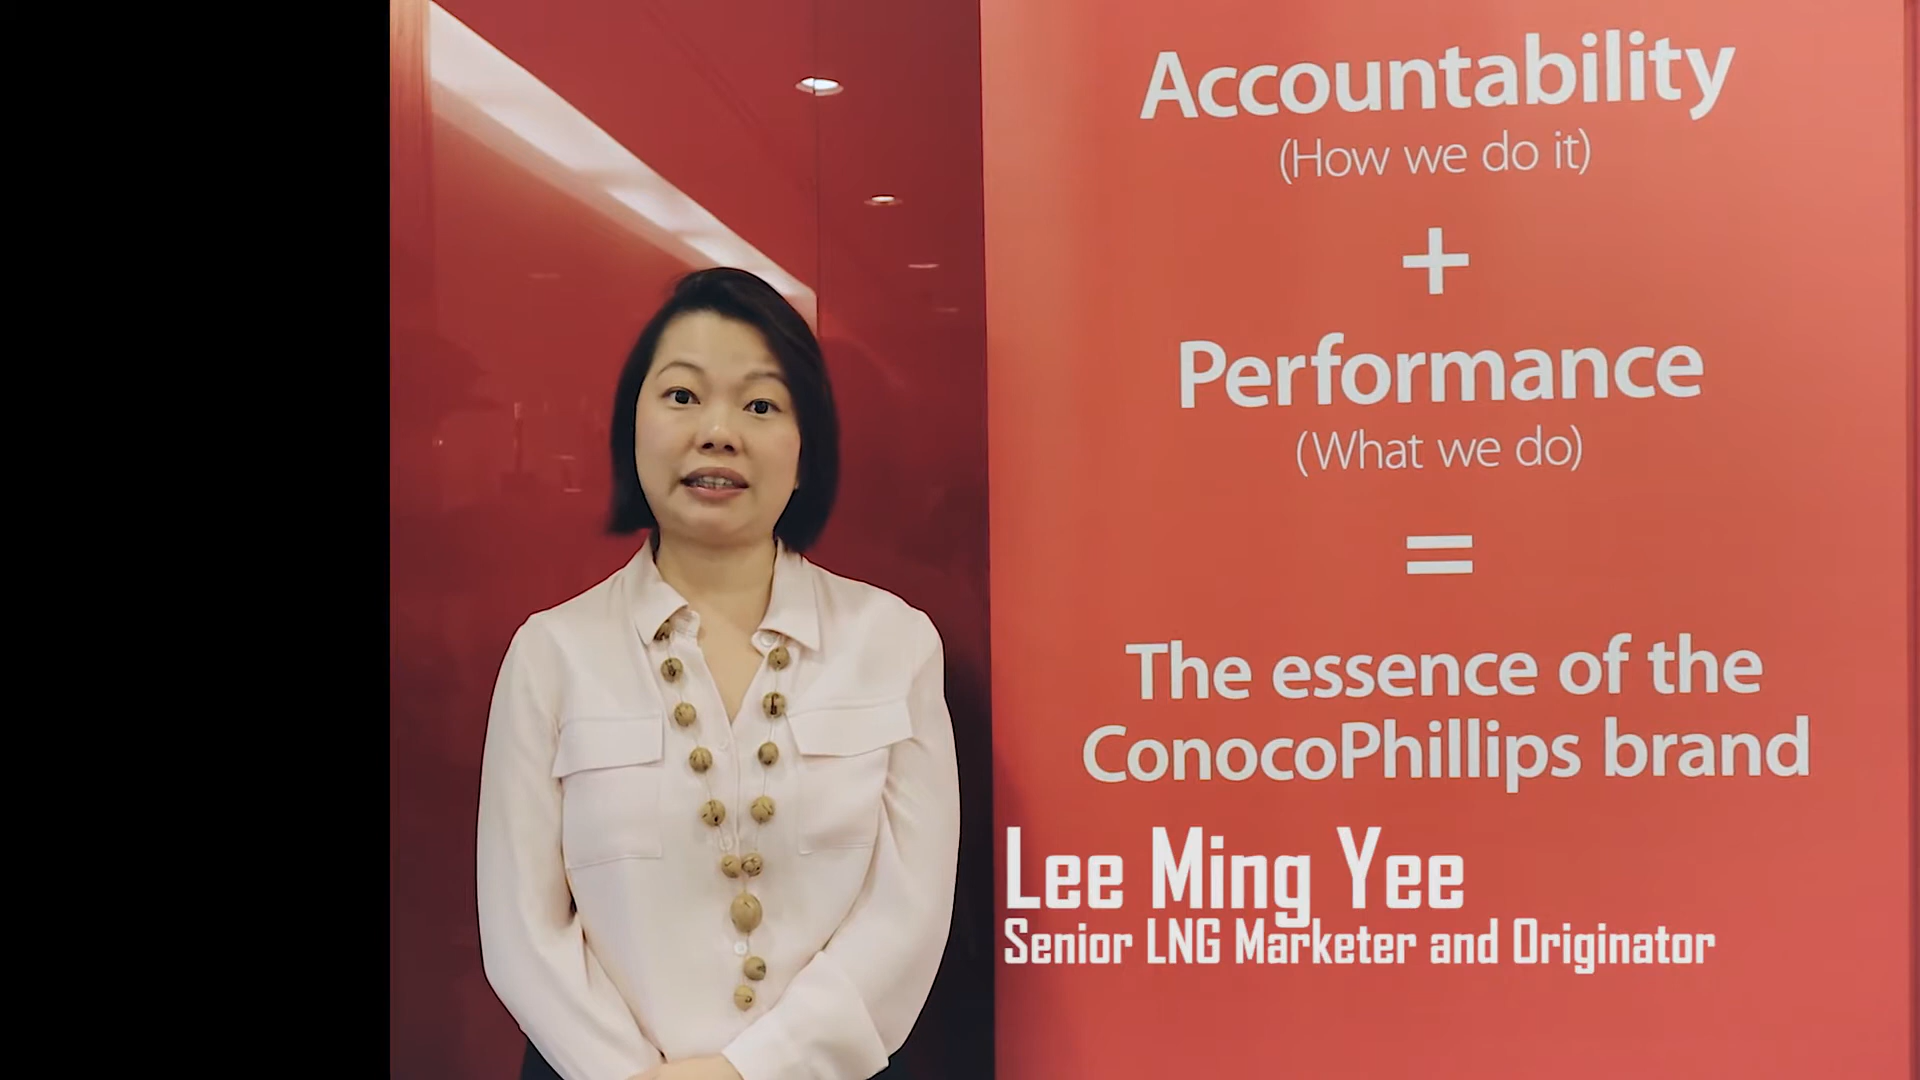 Accountability
(How we do it)
+
Performance
(What we do)
=
The essence of the
ConocoPhillips brand
Lee Ming Yee
Senior LNG Marketer and Originator